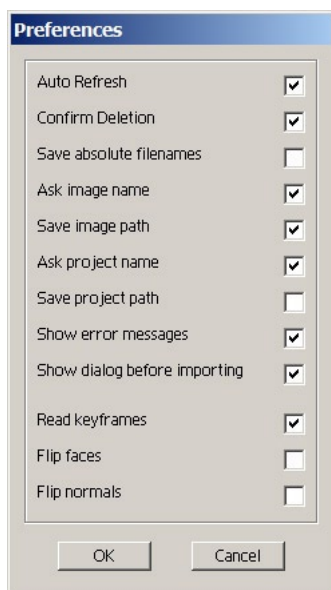 Preferences
Auto Refresh
Confirm Deletion
Save absolute filenames
Ask image name
Save image path
Ask project name
Save project path
Show error messages
Show dialog before importing
Read keyframes
Flip faces
Flip normals
OK Cancel